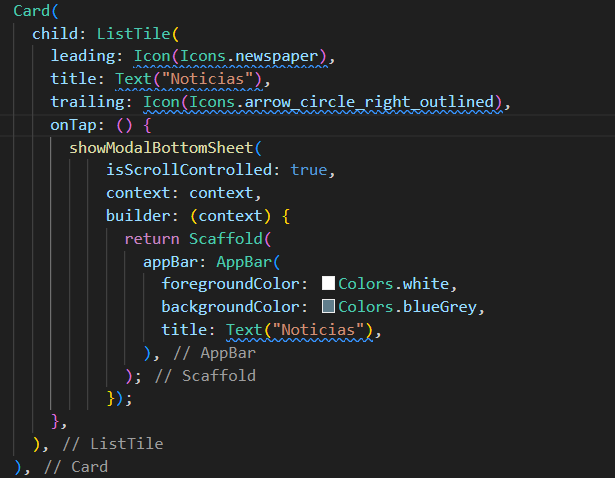 Card(
  child: ListTile(
    leading: Icon(Icons.newspaper),
    title: Text("Noticias"),
    trailing: Icon(Icons.arrow_circle_right_outlined),
    onTap: () {
      showModalBottomSheet(
          isScrollControlled: true,
          context: context,
          builder: (context) {
            return Scaffold(
              appBar: AppBar(
                foregroundColor: Colors.white,
                backgroundColor: Colors.blueGrey,
                title: Text("Noticias"),
              ), // AppBar
            ); // Scaffold
          });
    },
  ), // ListTile
), // Card